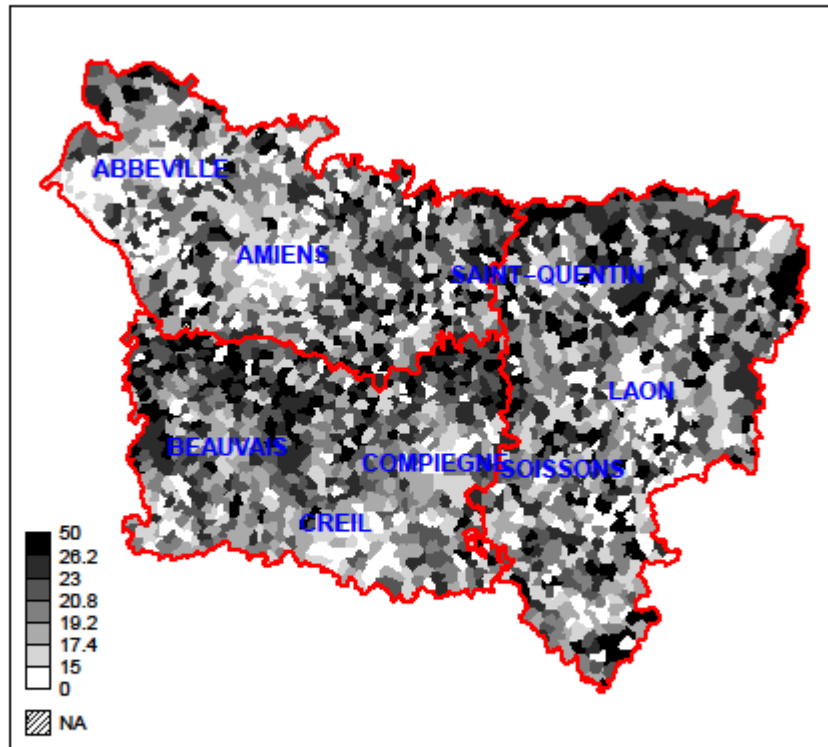 ABBEVILLE
AMIENS
SAINT−QUENTIN
LAON
BEAUVAIS
COMPIEGNE
SOISSONS
CREIL
50
26.2
23
20.8
19.2
17.4
15
0
NA